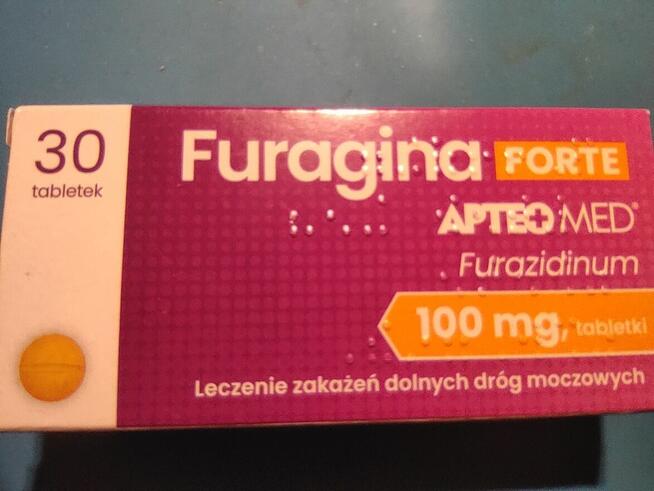 30
tabletek
Furagina FORTE
APTEO MED®
Furazidinum
100 mg, tabletki
Leczenie zakażeń dolnych dróg moczowych